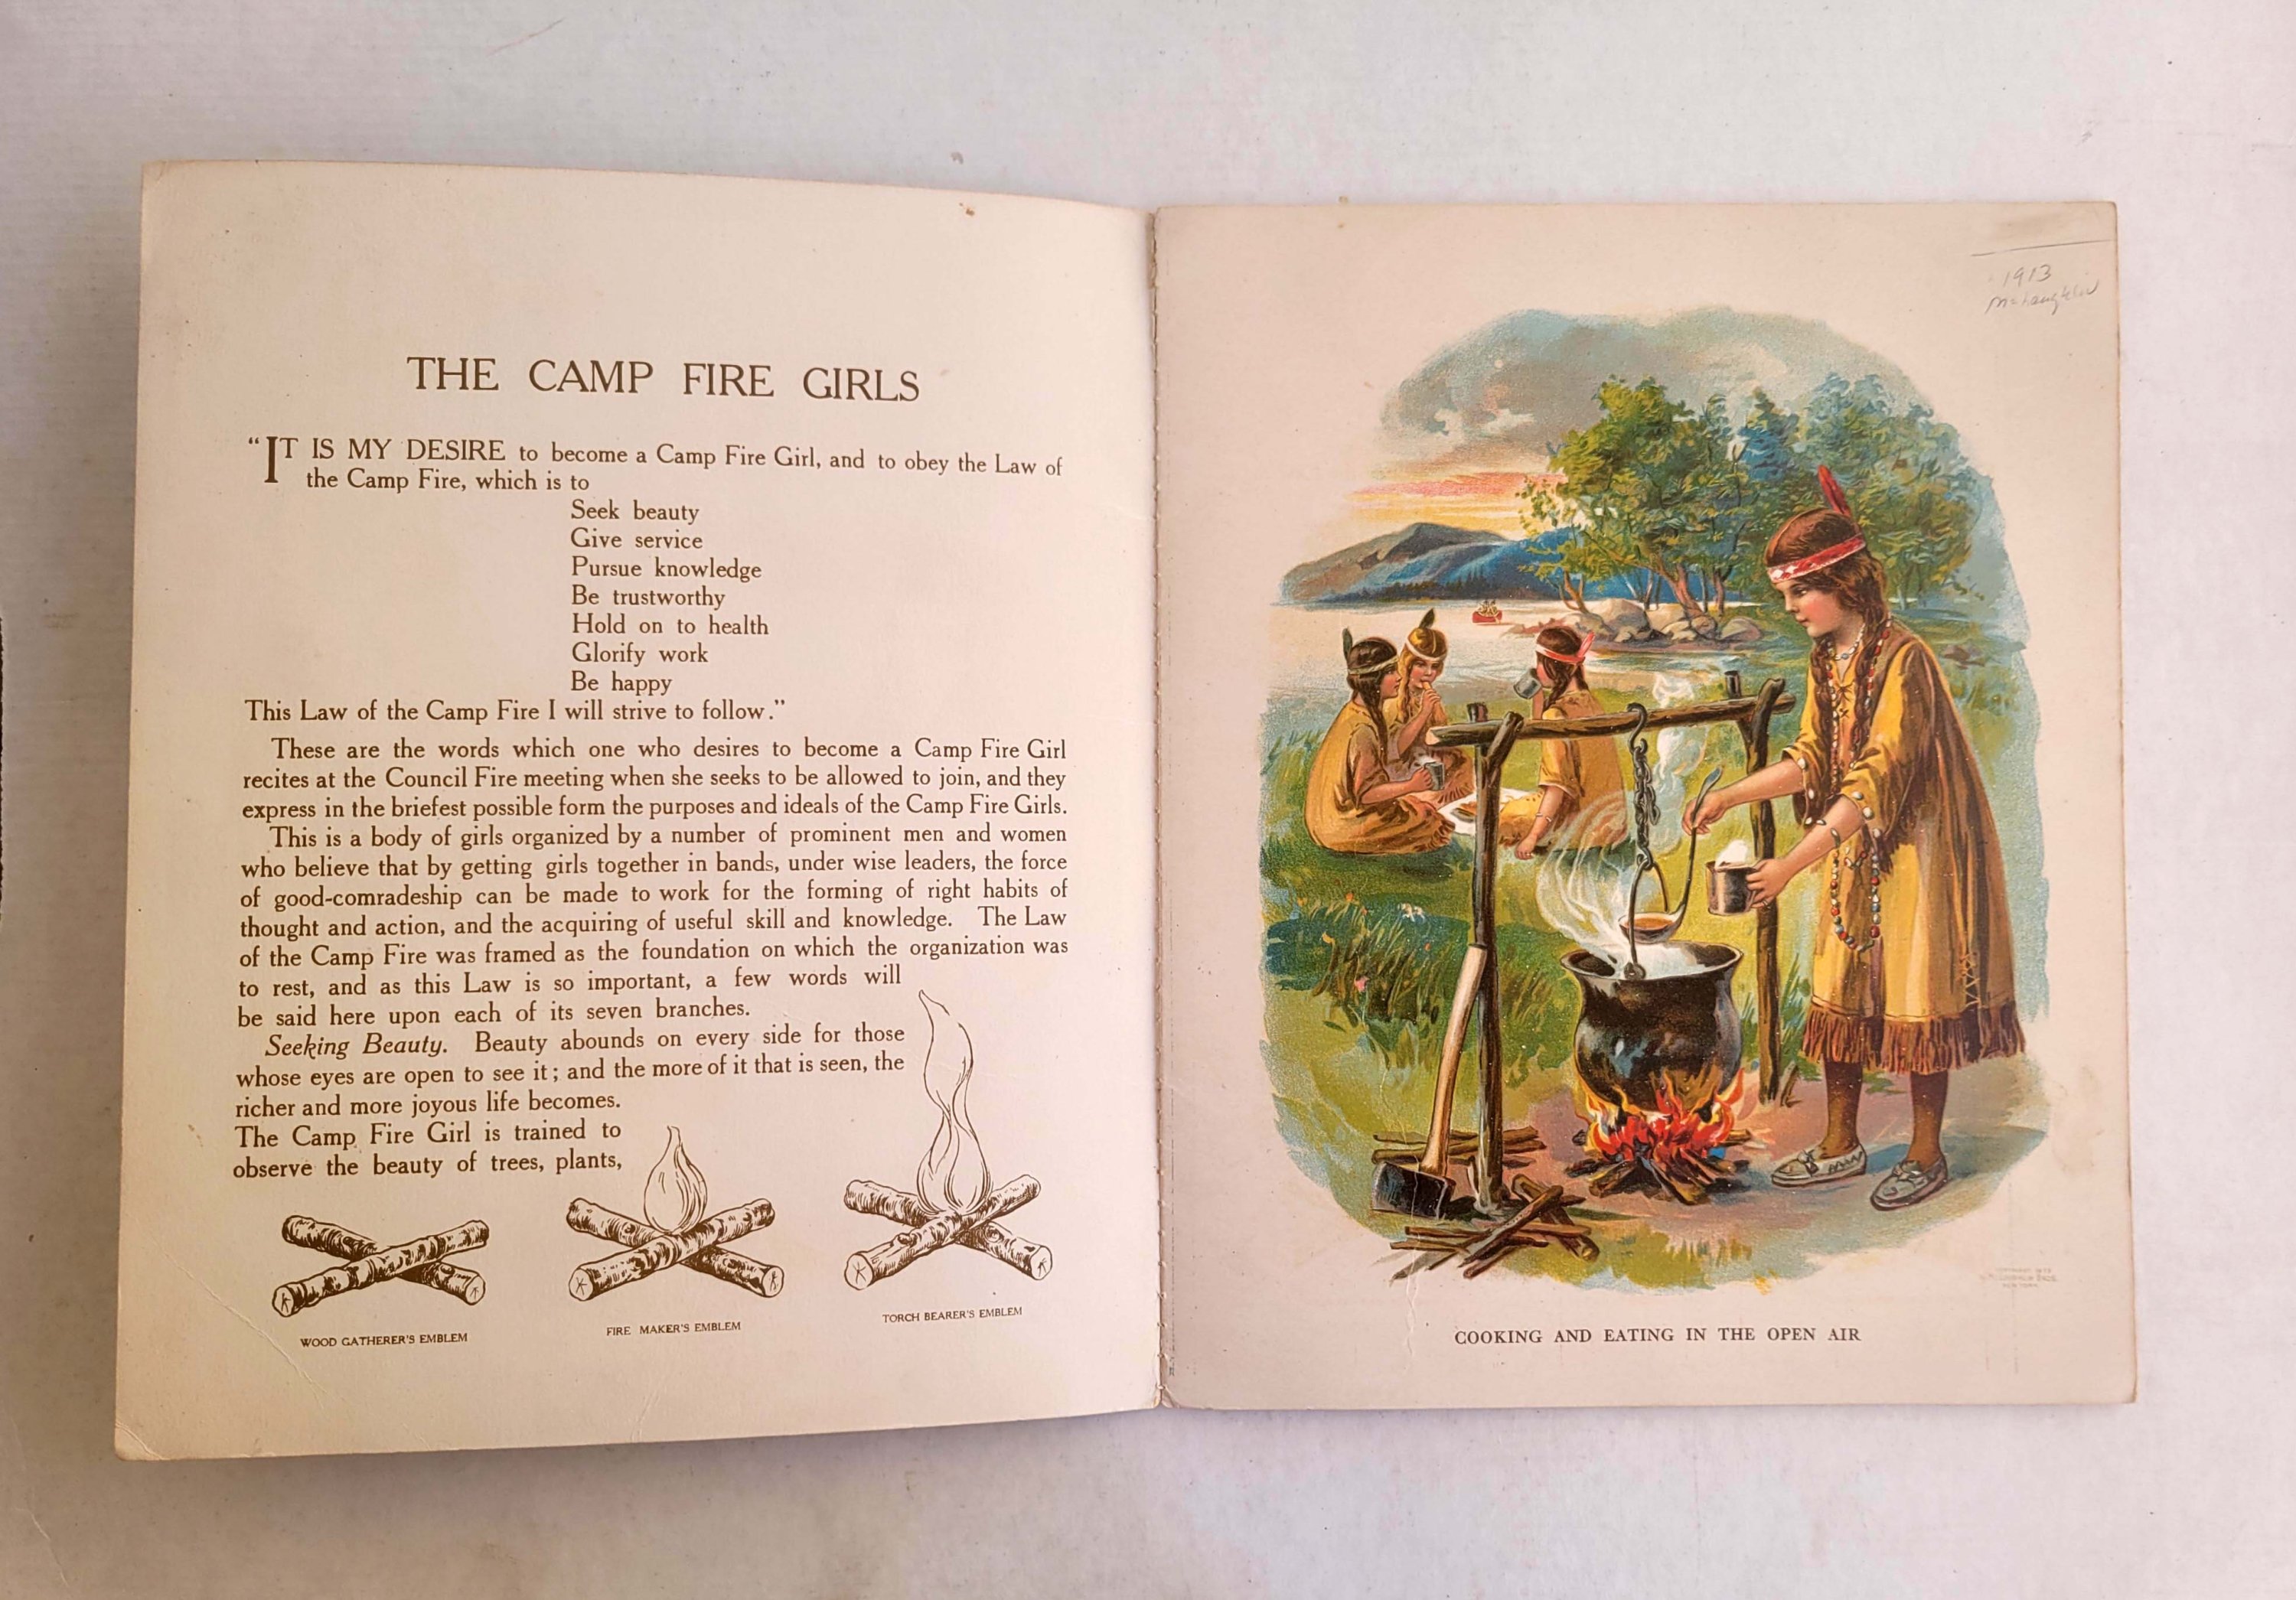 THE CAMP FIRE GIRLS
“IT IS MY DESIRE to become a Camp Fire Girl, and to obey the Law of
the Camp Fire, which is to
Seek beauty
Give service
Pursue knowledge
Be trustworthy
Hold on to health
Glorify work
Be happy
This Law of the Camp Fire I will strive to follow.”
These are the words which one who desires to become a Camp Fire Girl
recites at the Council Fire meeting when she seeks to be allowed to join, and they
express in the briefest possible form the purposes and ideals of the Camp Fire Girls.
This is a body of girls organized by a number of prominent men and women
who believe that by getting girls together in bands, under wise leaders, the force
of good-comradeship can be made to work for the forming of right habits of
thought and action, and the acquiring of useful skill and knowledge. The Law
of the Camp Fire was framed as the foundation on which the organization was
to rest, and as this Law is so important, a few words will
be said here upon each of its seven branches.
Seeking Beauty. Beauty abounds on every side for those
whose eyes are open to see it; and the more of it that is seen, the
richer and more joyous life becomes.
The Camp Fire Girl is trained to
observe the beauty of trees, plants,
WOOD GATHERER'S EMBLEM
FIRE MAKER'S EMBLEM
TORCH BEARER'S EMBLEM
1913
McLaughlin
COOKING AND EATING IN THE OPEN AIR